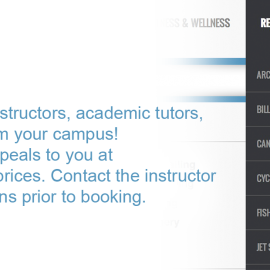 & WELLNESS
RE
ARC
BIL
structors, academic tutors,
m your campus!
CAN
peals to you at
prices. Contact the instructor
CYC
ns prior to booking.
FISH
JET